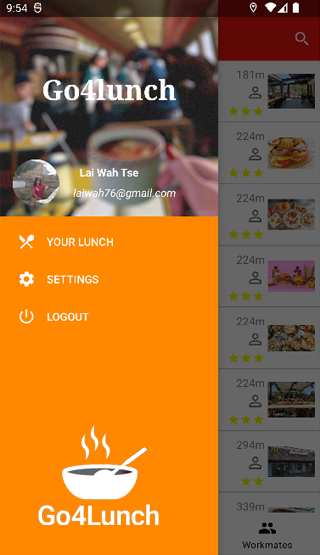 9:54
Go4lunch
Lai Wah Tse
laiwah76@gmail.com
YOUR LUNCH
SETTINGS
LOGOUT
Go4Lunch
181m
224m
224m
224m
224m
224m
294m
339m
Workmates